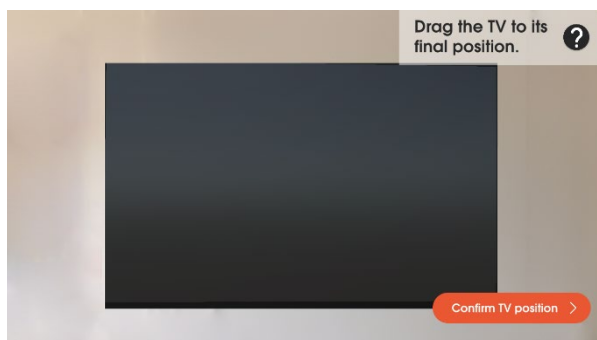 Drag the TV to its
final position.
?
Confirm TV position >